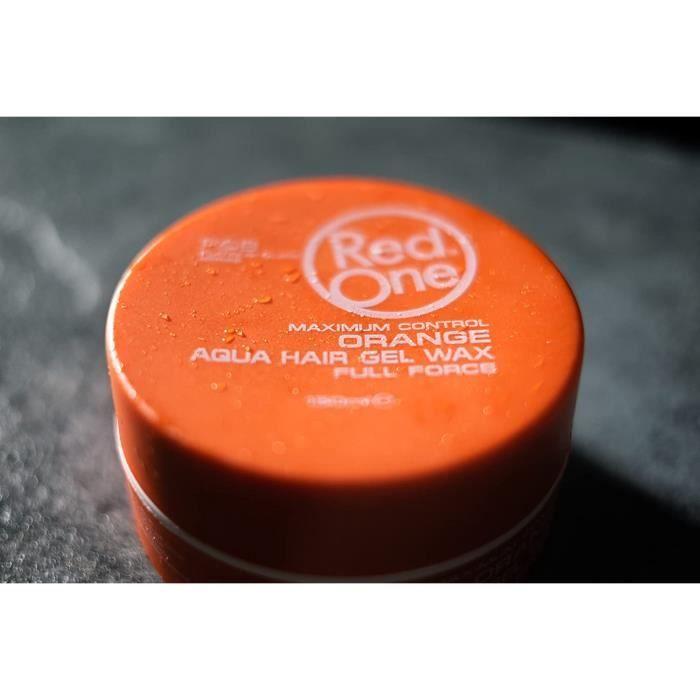 Red
One
MAXIMUM CONTROL
ORANGE
AQUA HAIR GEL WAX
FULL FORCE